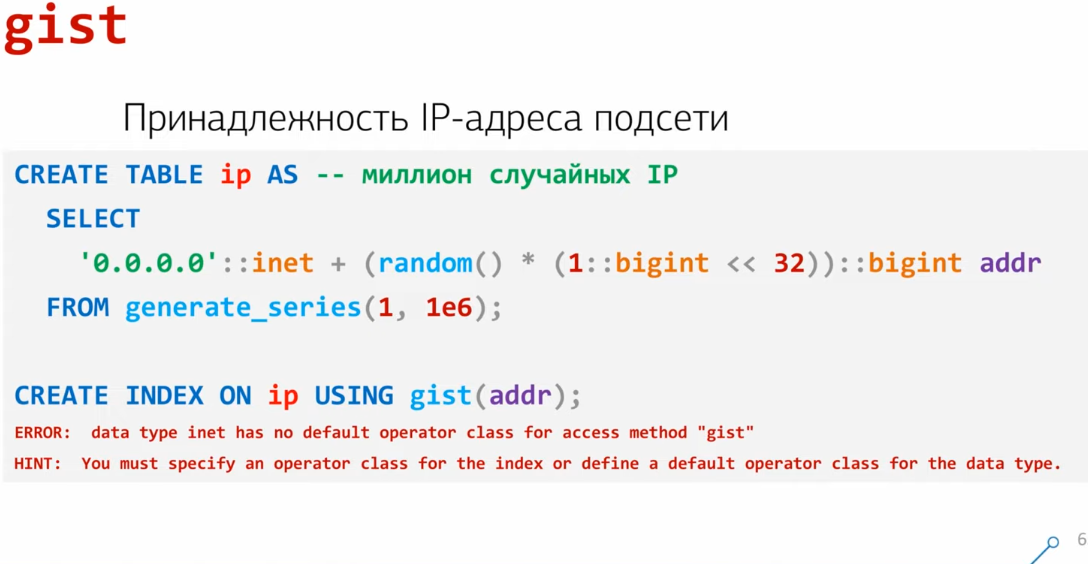 gist
Принадлежность IP-адреса подсети
CREATE TABLE ip AS -- миллион случайных IP
SELECT
'0.0.0.0'::inet + (random() * (1::bigint << 32))::bigint addr
FROM generate_series(1, 1e6);
CREATE INDEX ON ip USING gist(addr);
ERROR: data type inet has no default operator class for access method "gist"
HINT: You must specify an operator class for the index or define a default operator class for the data type.
6